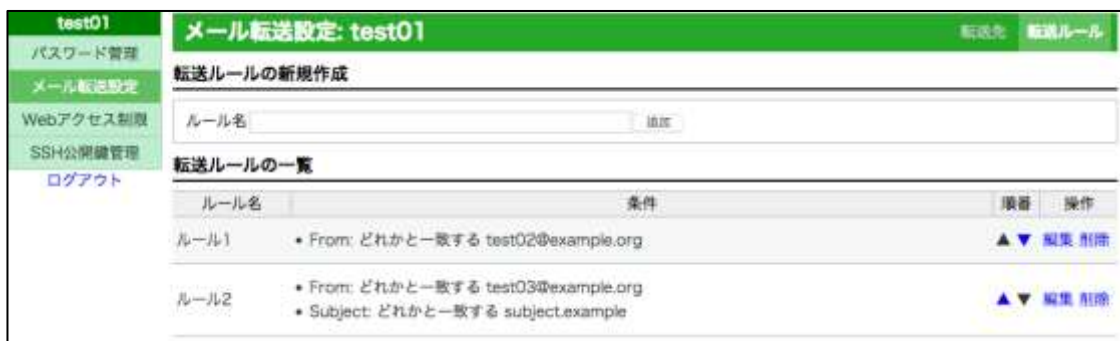 test01
パスワード管理
メール転送設定
Webアクセス制限
SSH公開鍵管理
ログアウト
メール転送設定: test01
転送先 転送ルール
転送ルールの新規作成
ルール名 追加
転送ルールの一覧
ルール名 条件 順番 操作
ルール1 • From: どれかと一致する test02@example.org ▲ ▼ 編集 削除
• From: どれかと一致する test03@example.org
ルール2 ▲ ▼ 編集 削除
• Subject: どれかと一致する subject.example